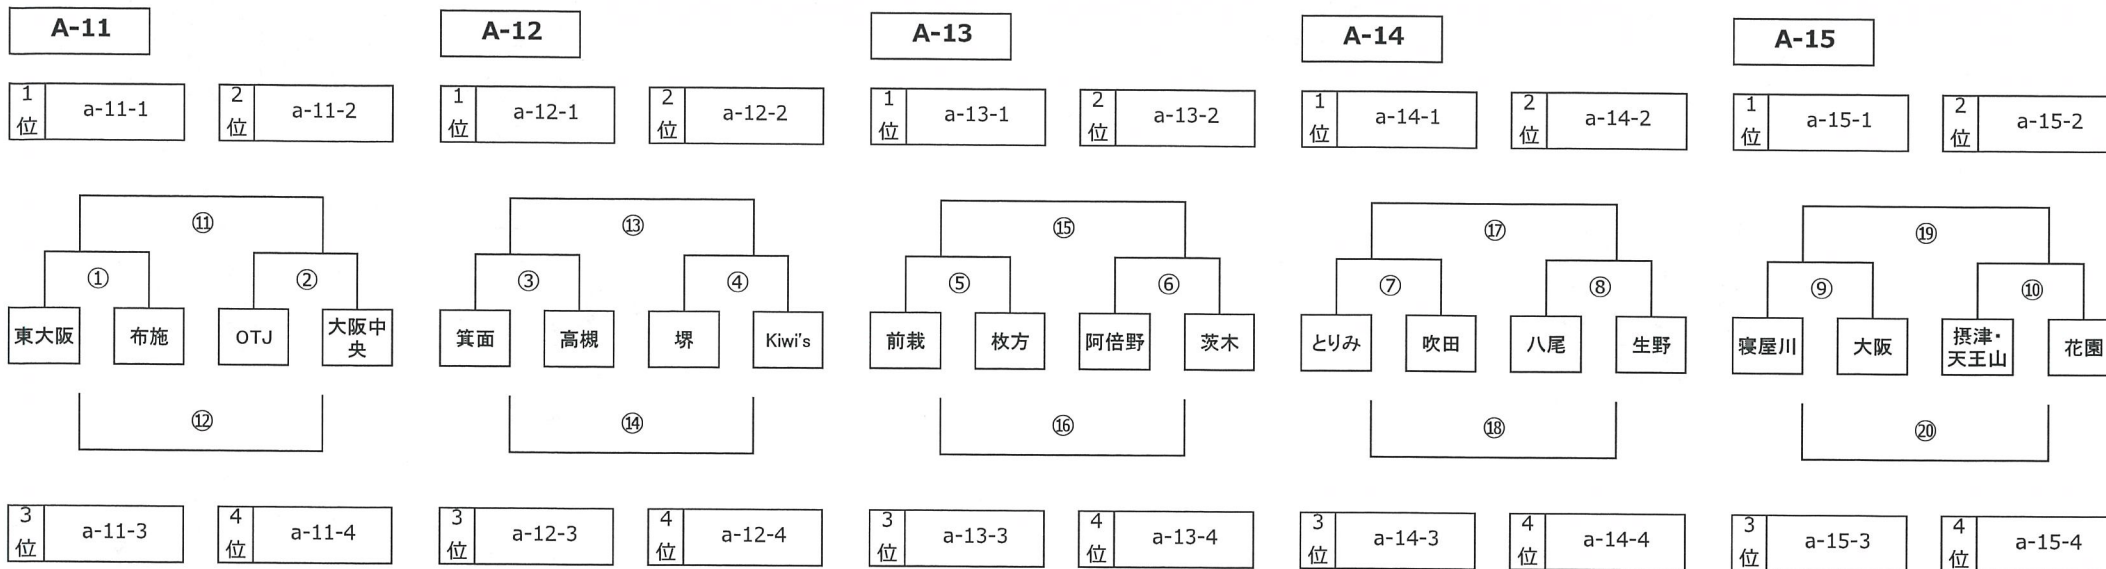 A-11 A-12 A-13 A-14 A-15
1位 a-11-1 2位 a-11-2 1位 a-12-1 2位 a-12-2 1位 a-13-1 2位 a-13-2 1位 a-14-1 2位 a-14-2 1位 a-15-1 2位 a-15-2
⑪ ⑬ ⑮ ⑰ ⑲
① ② ③ ④ ⑤ ⑥ ⑦ ⑧ ⑨ ⑩
東大阪 布施 OTJ 大阪中央 箕面 高槻 堺 Kiwi's 前栽 枚方 阿倍野 茨木 とりみ 吹田 八尾 生野 寝屋川 大阪 摂津・天王山 花園
⑫ ⑭ ⑯ ⑱ ⑳
3位 a-11-3 4位 a-11-4 3位 a-12-3 4位 a-12-4 3位 a-13-3 4位 a-13-4 3位 a-14-3 4位 a-14-4 3位 a-15-3 4位 a-15-4